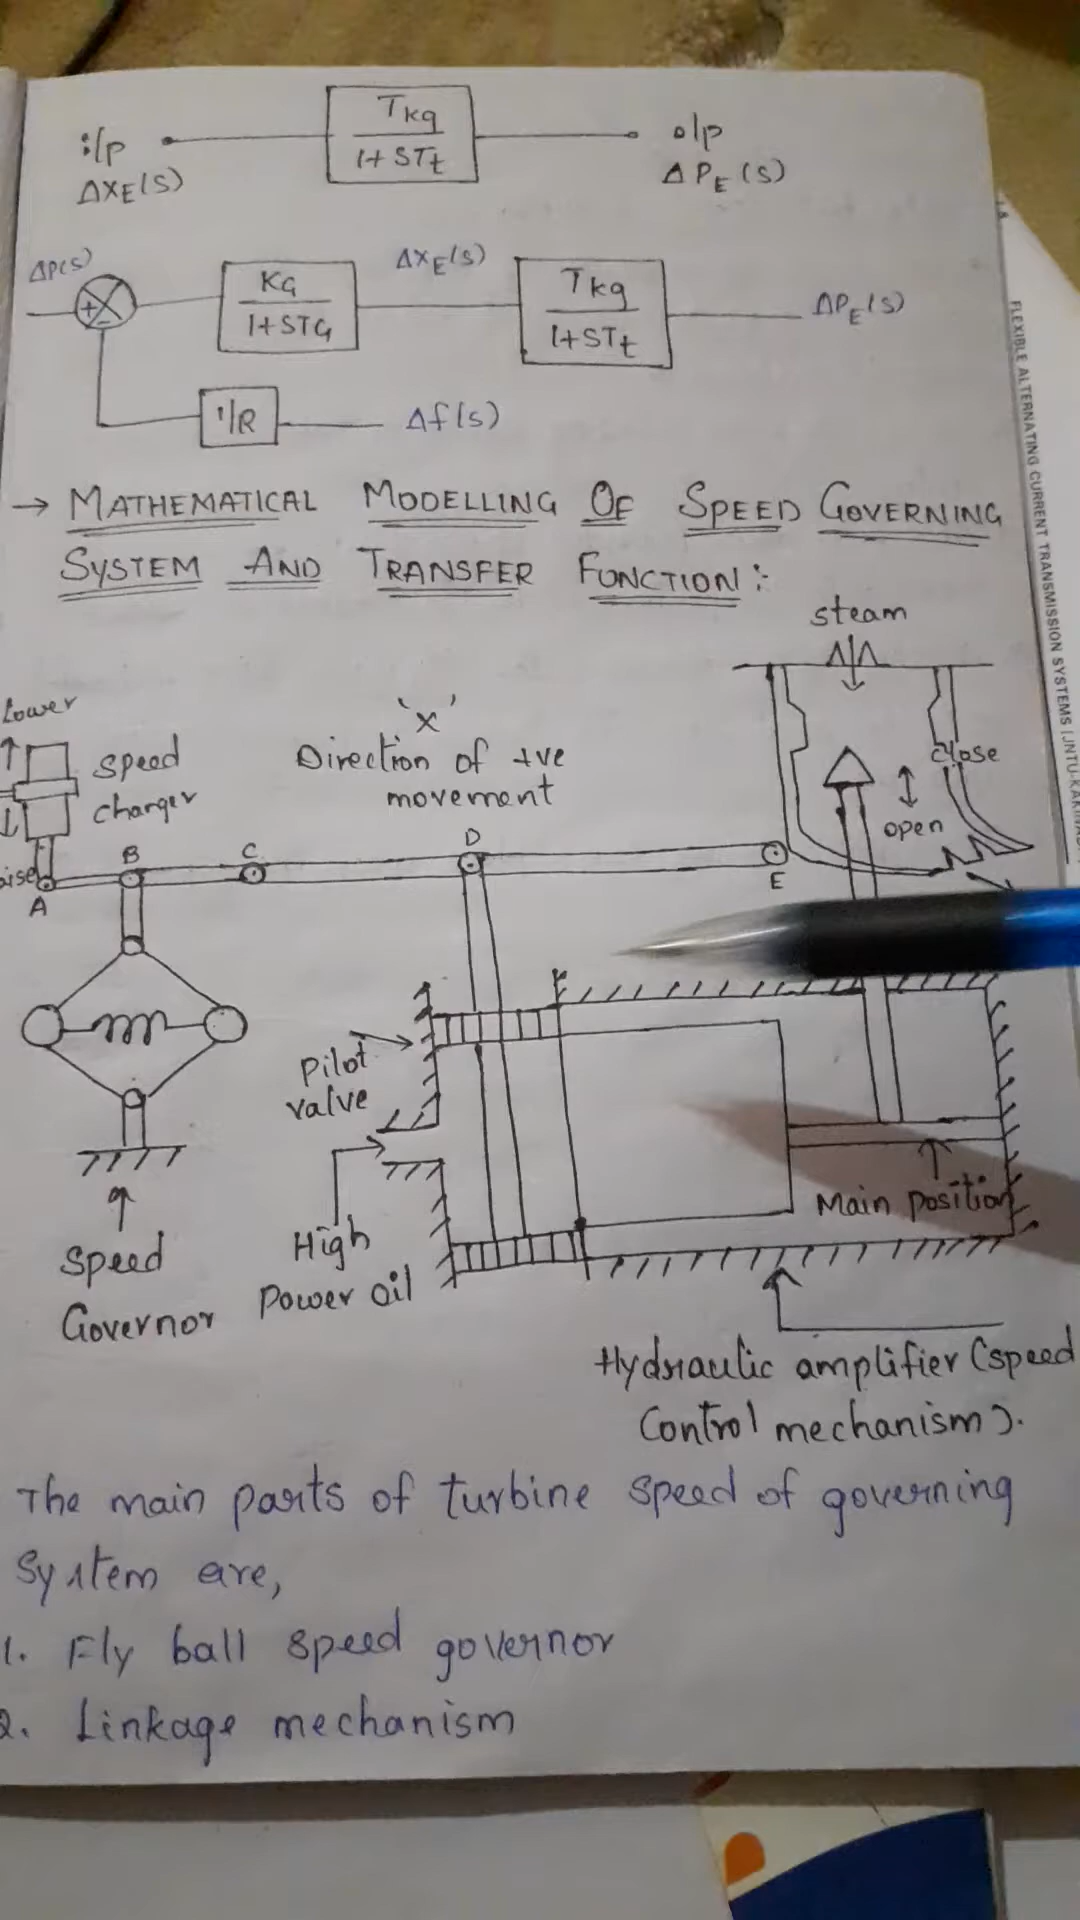 i/p
ΔXE(S)
Tkg
1+STt
o/p
ΔPE(S)
ΔP(s)
+
-
KG
1+STG
ΔXE(s)
Tkg
1+STt
ΔPE(s)
1/R
Δf(s)
→ MATHEMATICAL MODELLING OF SPEED GOVERNING
SYSTEM AND TRANSFER FUNCTION :
steam
Lower
speed
changer
'x'
Direction of +ve
movement
close
open
A
B
C
D
E
Pilot
valve
High
Power oil
Main position
Speed
Governor
Hydraulic amplifier (speed
Control mechanism).
The main parts of turbine speed of governing
System are,
1. Fly ball speed governor
2. Linkage mechanism
FLEXIBLE ALTERNATING CURRENT TRANSMISSION SYSTEMS